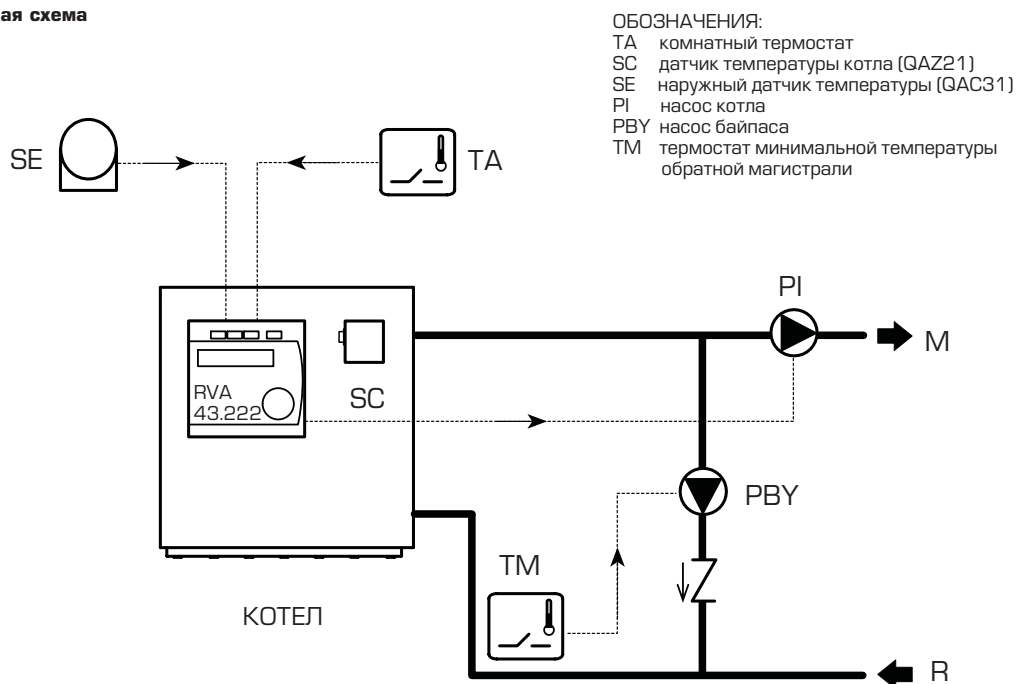 ая схема
ОБОЗНАЧЕНИЯ:
TA комнатный термостат
SC датчик температуры котла (QAZ21)
SE наружный датчик температуры (QAC31)
PI насос котла
PBY насос байпаса
TM термостат минимальной температуры
обратной магистрали
SE
TA
PI
M
RVA
43.222
SC
PBY
TM
КОТЕЛ
R